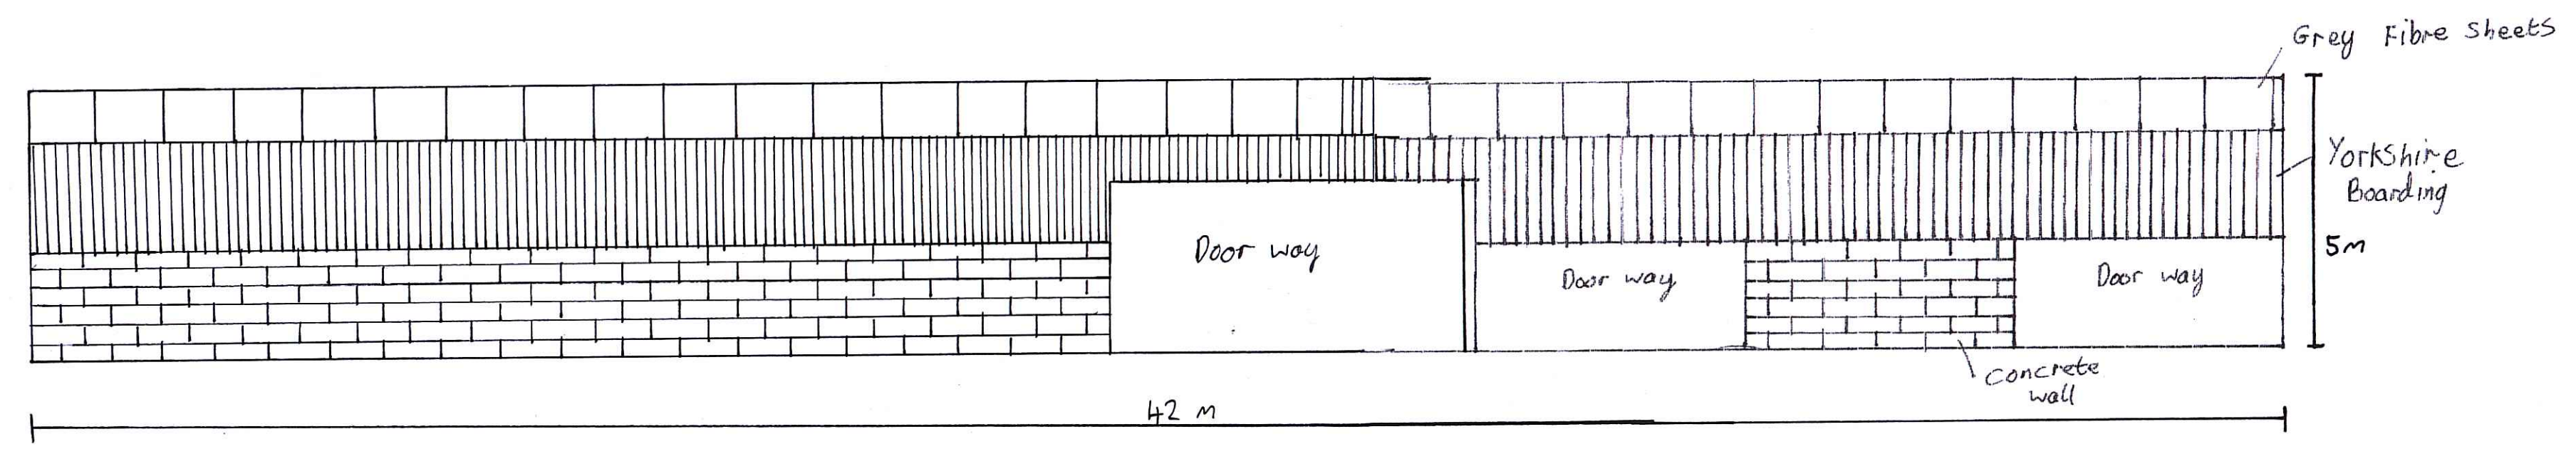 Grey Fibre Sheets
Yorkshire
Boarding
5m
Door way
Door way
Door way
Concrete
wall
42 m